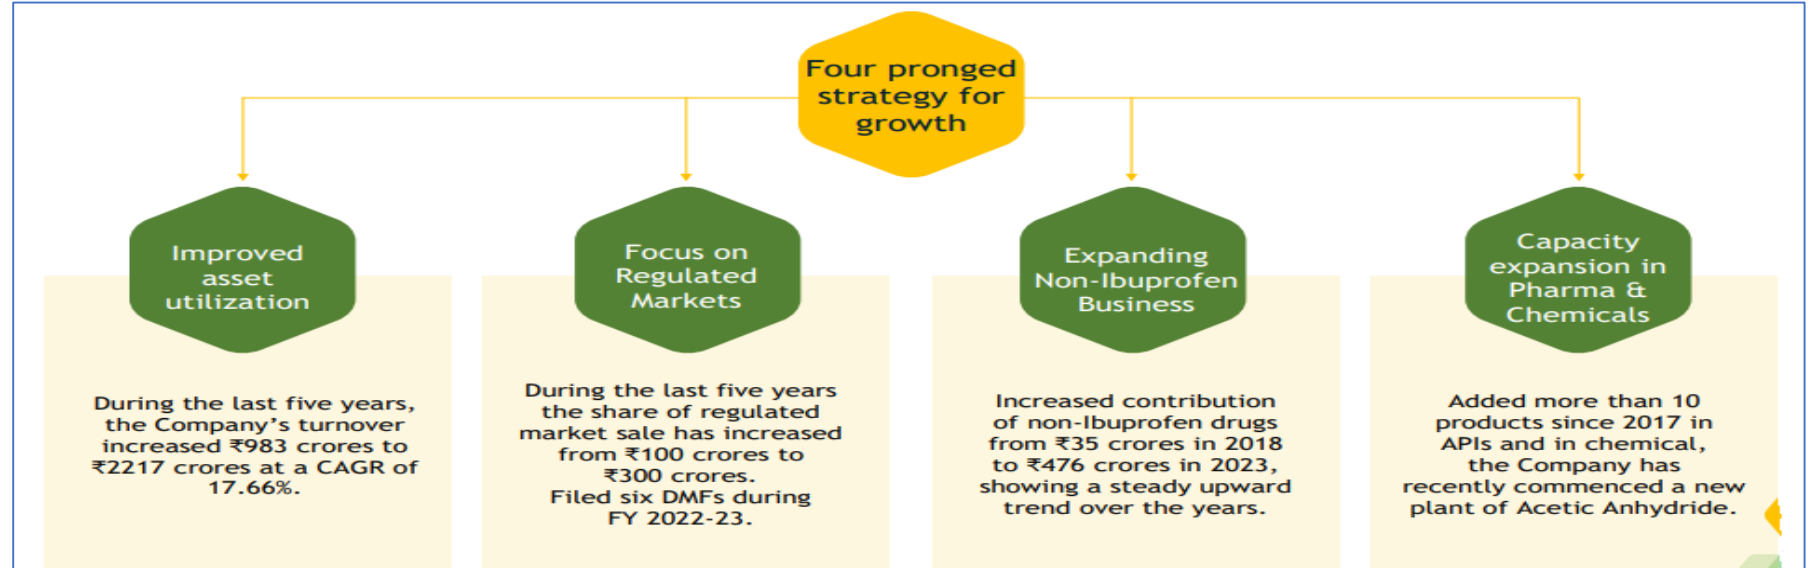 Four pronged
strategy for
growth
Improved
asset
utilization
During the last five years,
the Company's turnover
increased ₹983 crores to
₹2217 crores at a CAGR of
17.66%.
Focus on
Regulated
Markets
During the last five years
the share of regulated
market sale has increased
from ₹100 crores to
₹300 crores.
Filed six DMFs during
FY 2022-23.
Expanding
Non-Ibuprofen
Business
Increased contribution
of non-Ibuprofen drugs
from ₹35 crores in 2018
to ₹476 crores in 2023,
showing a steady upward
trend over the years.
Capacity
expansion in
Pharma &
Chemicals
Added more than 10
products since 2017 in
APIs and in chemical,
the Company has
recently commenced a new
plant of Acetic Anhydride.